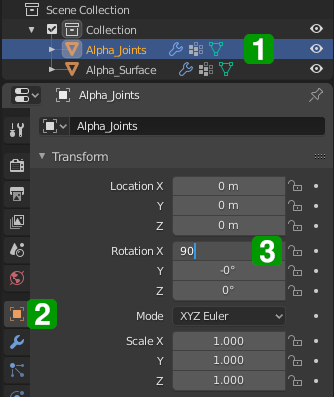 Scene Collection
Collection
Alpha_Joints 1
Alpha_Surface
Alpha_Joints
Alpha_Joints
Transform
Location X 0 m
Y 0 m
Z 0 m
Rotation X 90 3
Y -0°
Z 0°
2
Mode XYZ Euler
Scale X 1.000
Y 1.000
Z 1.000